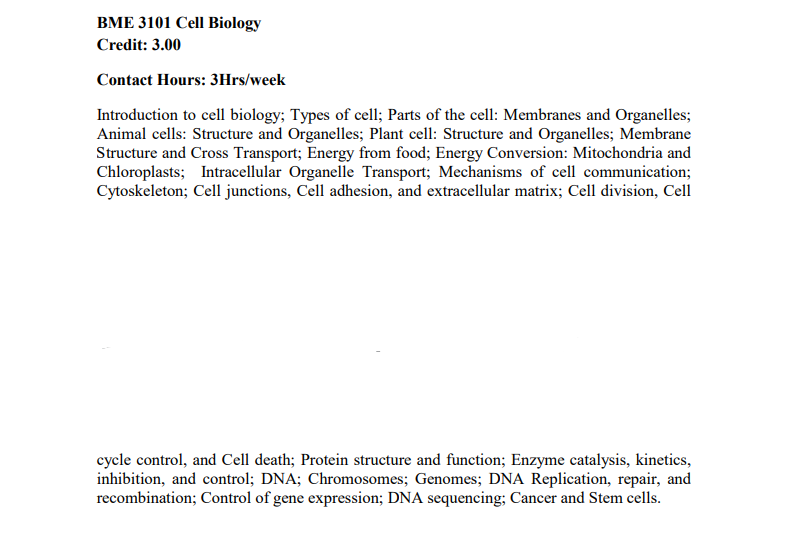 BME 3101 Cell Biology
Credit: 3.00
Contact Hours: 3Hrs/week
Introduction to cell biology; Types of cell; Parts of the cell: Membranes and Organelles;
Animal cells: Structure and Organelles; Plant cell: Structure and Organelles; Membrane
Structure and Cross Transport; Energy from food; Energy Conversion: Mitochondria and
Chloroplasts; Intracellular Organelle Transport; Mechanisms of cell communication;
Cytoskeleton; Cell junctions, Cell adhesion, and extracellular matrix; Cell division, Cell
cycle control, and Cell death; Protein structure and function; Enzyme catalysis, kinetics,
inhibition, and control; DNA; Chromosomes; Genomes; DNA Replication, repair, and
recombination; Control of gene expression; DNA sequencing; Cancer and Stem cells.